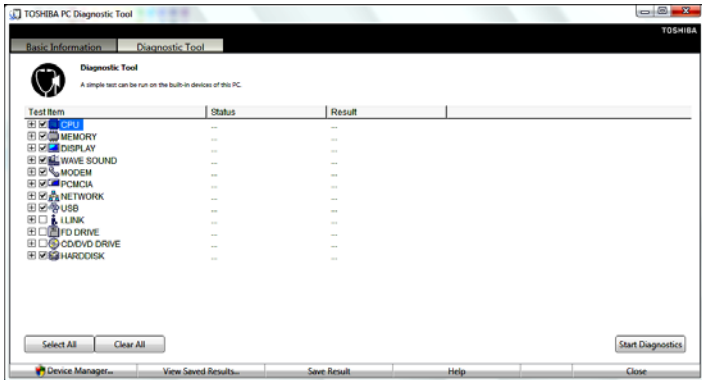 TOSHIBA PC Diagnostic Tool
TOSHIBA
Basic Information Diagnostic Tool
Diagnostic Tool
A simple test can be run on the built-in devices of this PC.
Test Item Status Result
CPU ... ...
MEMORY ... ...
DISPLAY ... ...
WAVE SOUND ... ...
MODEM ... ...
PCMCIA ... ...
NETWORK ... ...
USB ... ...
i.LINK ... ...
FD DRIVE ... ...
CD/DVD DRIVE ... ...
HARDDISK ... ...
Select All Clear All Start Diagnostics
Device Manager... View Saved Results... Save Result Help Close